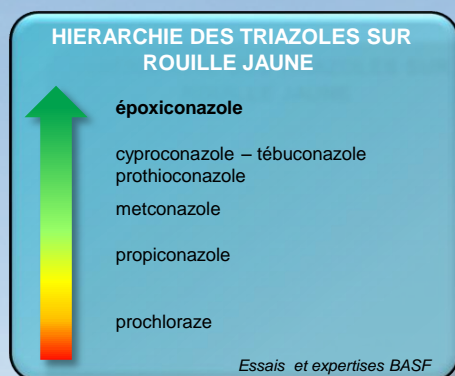 HIERARCHIE DES TRIAZOLES SUR
ROUILLE JAUNE
époxiconazole
cyproconazole – tébuconazole
prothioconazole
metconazole
propiconazole
prochloraze
Essais et expertises BASF